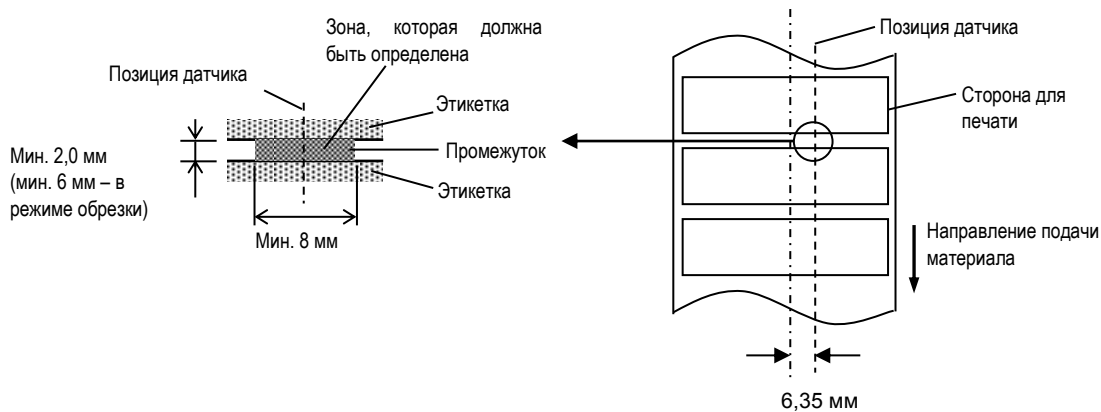 Зона, которая должна
быть определена
Позиция датчика
Этикетка
Промежуток
Этикетка
Мин. 2,0 мм
(мин. 6 мм – в
режиме обрезки)
Мин. 8 мм
Позиция датчика
Сторона для
печати
Направление подачи
материала
6,35 мм